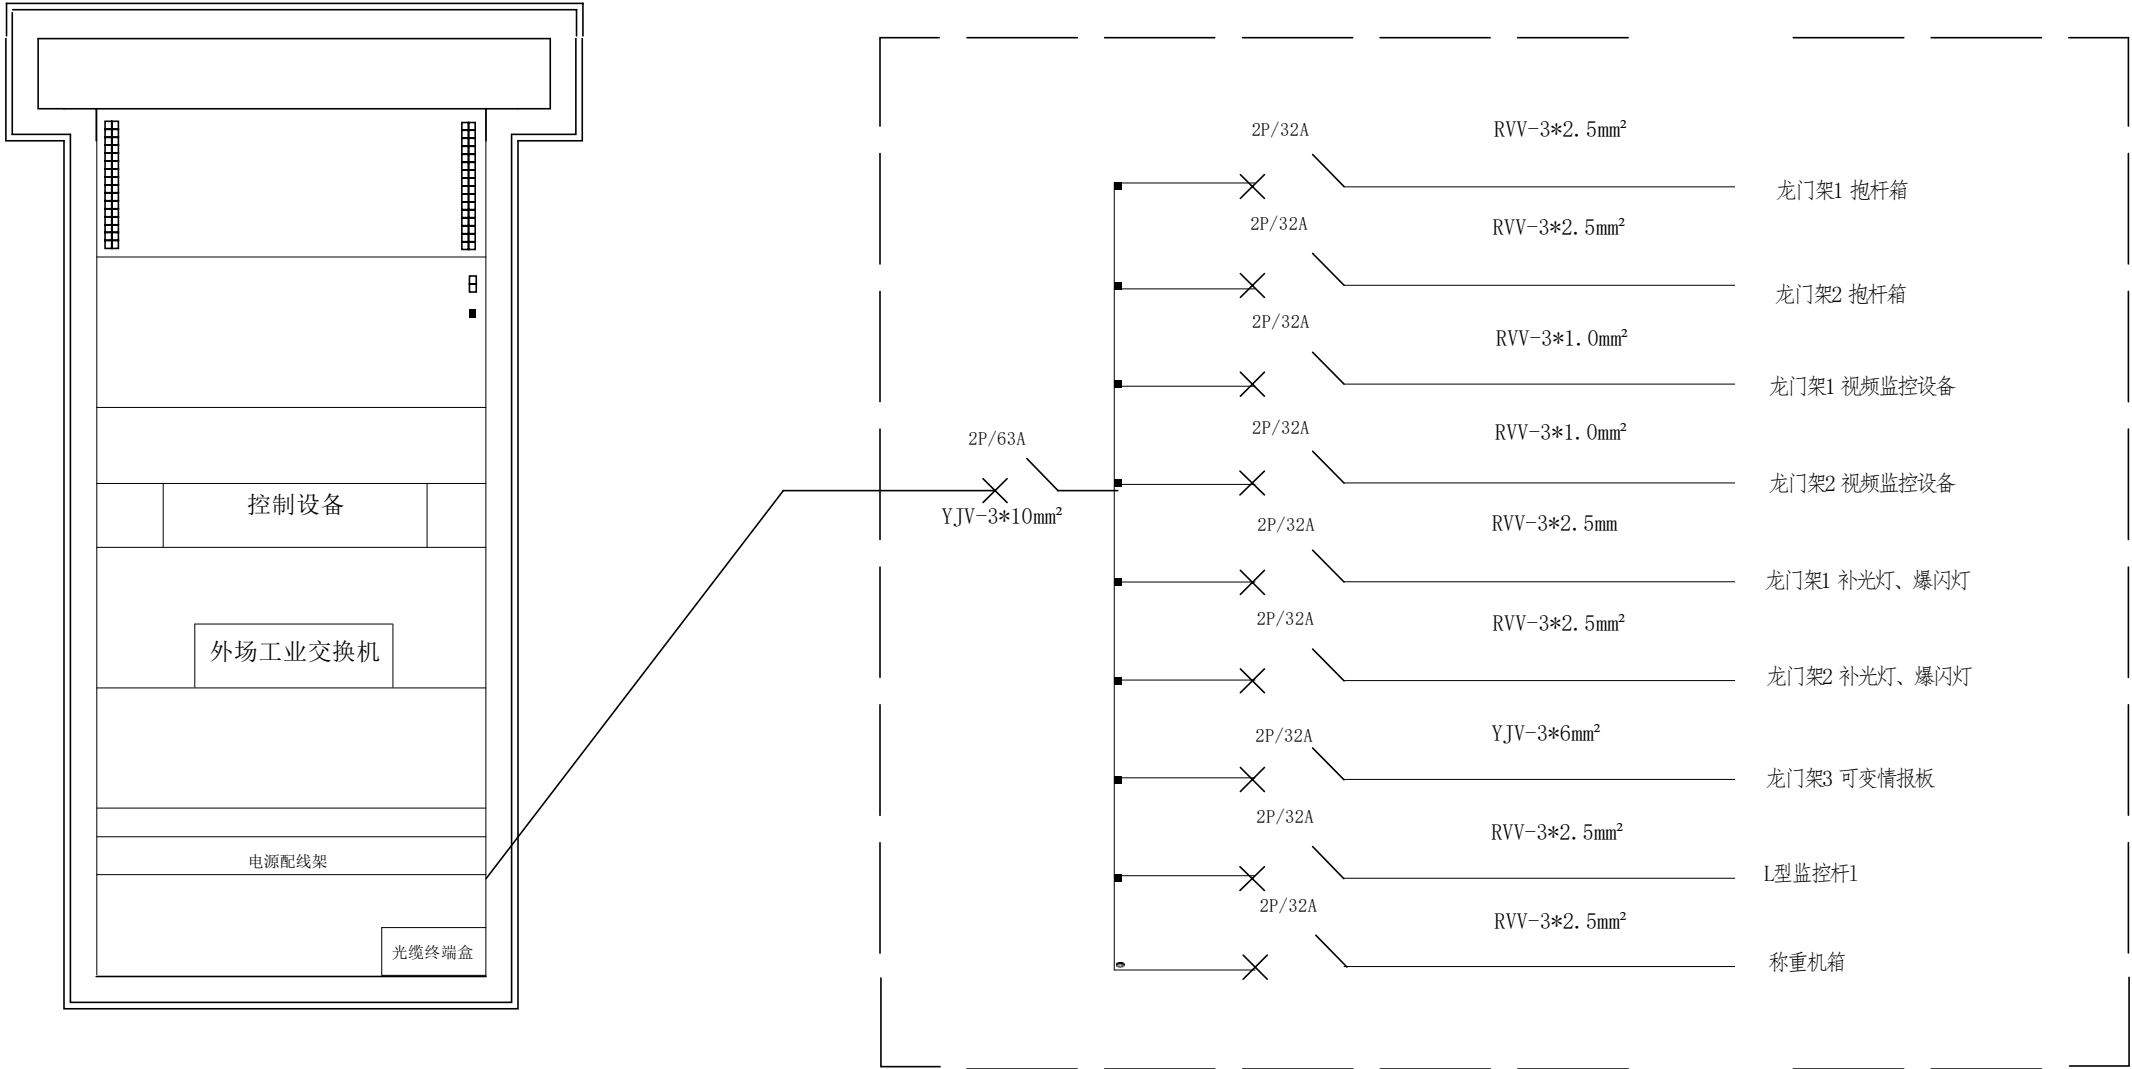 控制设备
外场工业交换机
电源配线架
光缆终端盒
2P/63A
YJV-3*10mm²
2P/32A
RVV-3*2.5mm²
龙门架1 抱杆箱
2P/32A
RVV-3*2.5mm²
龙门架2 抱杆箱
2P/32A
RVV-3*1.0mm²
龙门架1 视频监控设备
2P/32A
RVV-3*1.0mm²
龙门架2 视频监控设备
2P/32A
RVV-3*2.5mm
龙门架1 补光灯、爆闪灯
2P/32A
RVV-3*2.5mm²
龙门架2 补光灯、爆闪灯
2P/32A
YJV-3*6mm²
龙门架3 可变情报板
2P/32A
RVV-3*2.5mm²
L型监控杆1
2P/32A
RVV-3*2.5mm²
称重机箱